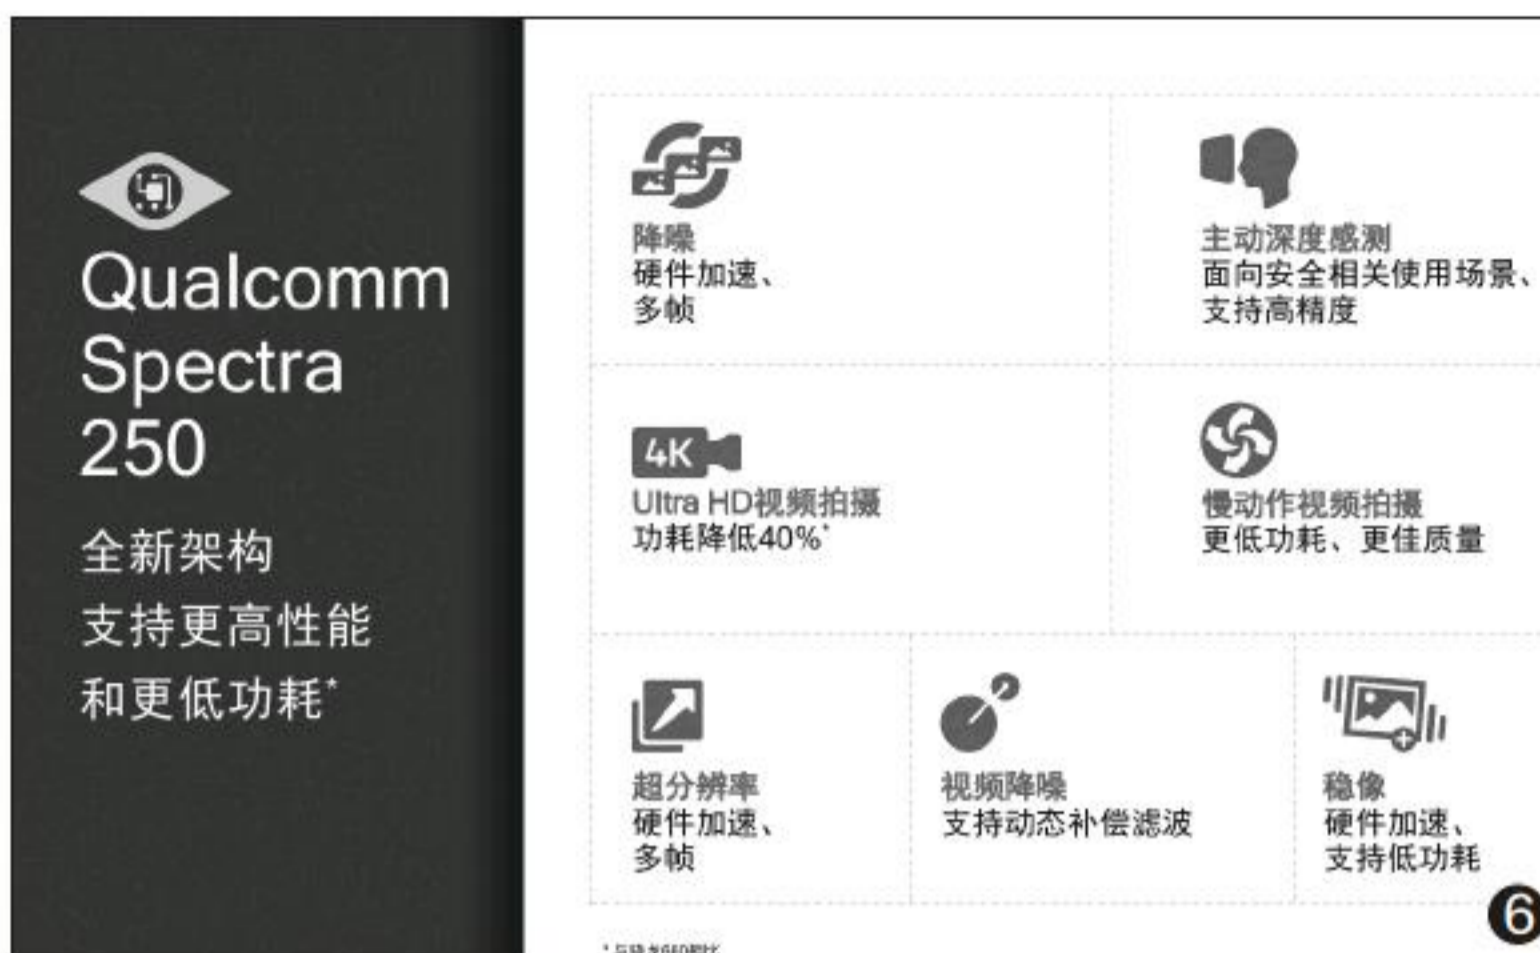 Qualcomm
Spectra
250
全新架构
支持更高性能
和更低功耗*
降噪
硬件加速、
多帧
主动深度感测
面向安全相关使用场景、
支持高精度
4K
Ultra HD视频拍摄
功耗降低40%*
慢动作视频拍摄
更低功耗、更佳质量
超分辨率
硬件加速、
多帧
视频降噪
支持动态补偿滤波
稳像
硬件加速、
支持低功耗
6